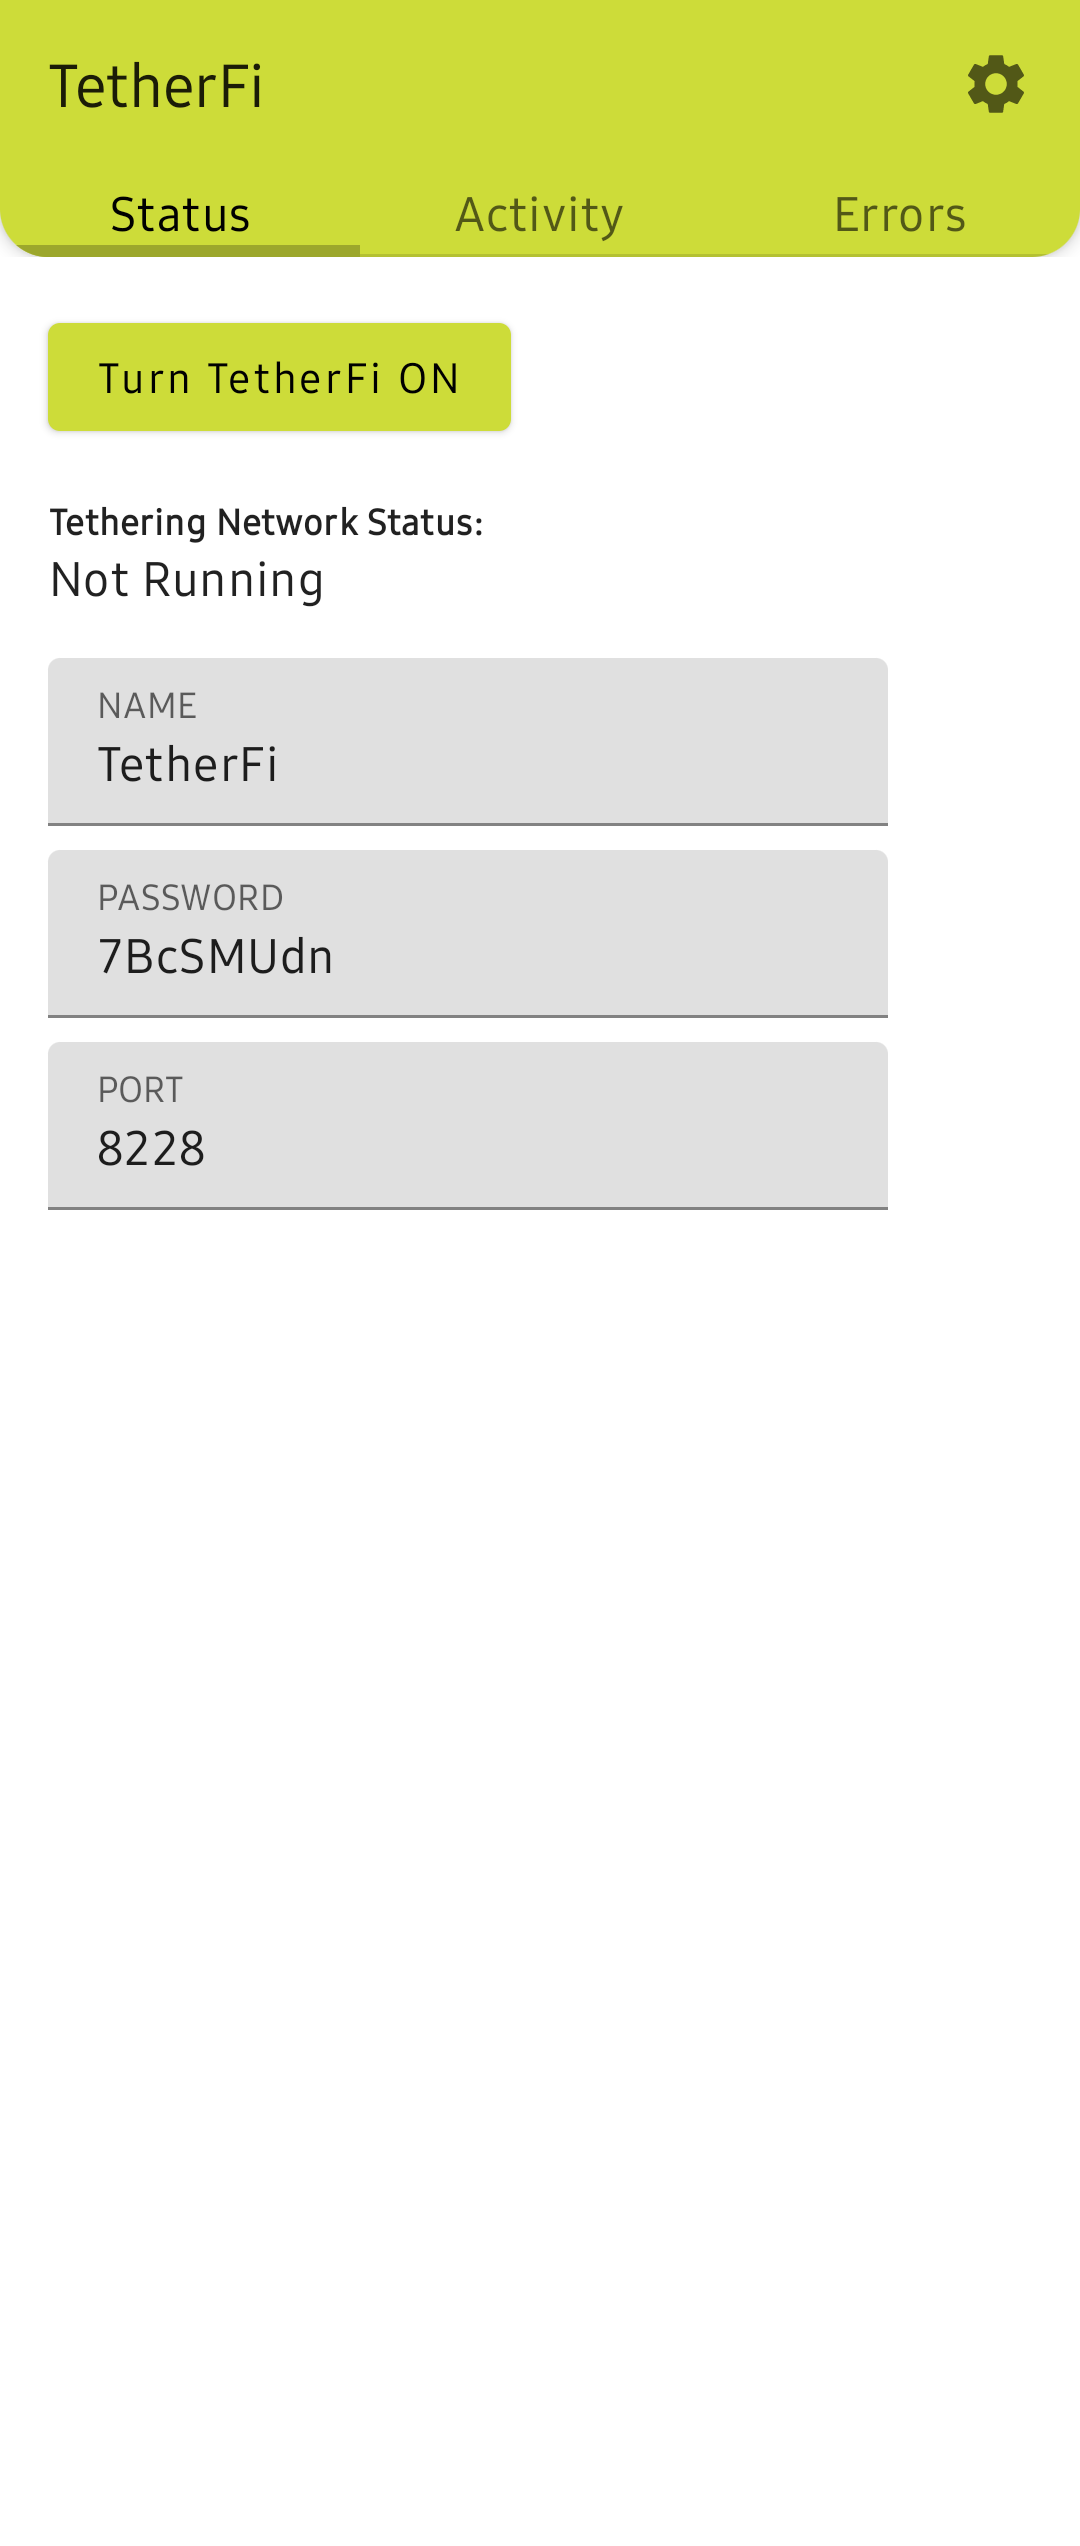 TetherFi
Status Activity Errors
Turn TetherFi ON
Tethering Network Status:
Not Running
NAME
TetherFi
PASSWORD
7BcSMUdn
PORT
8228